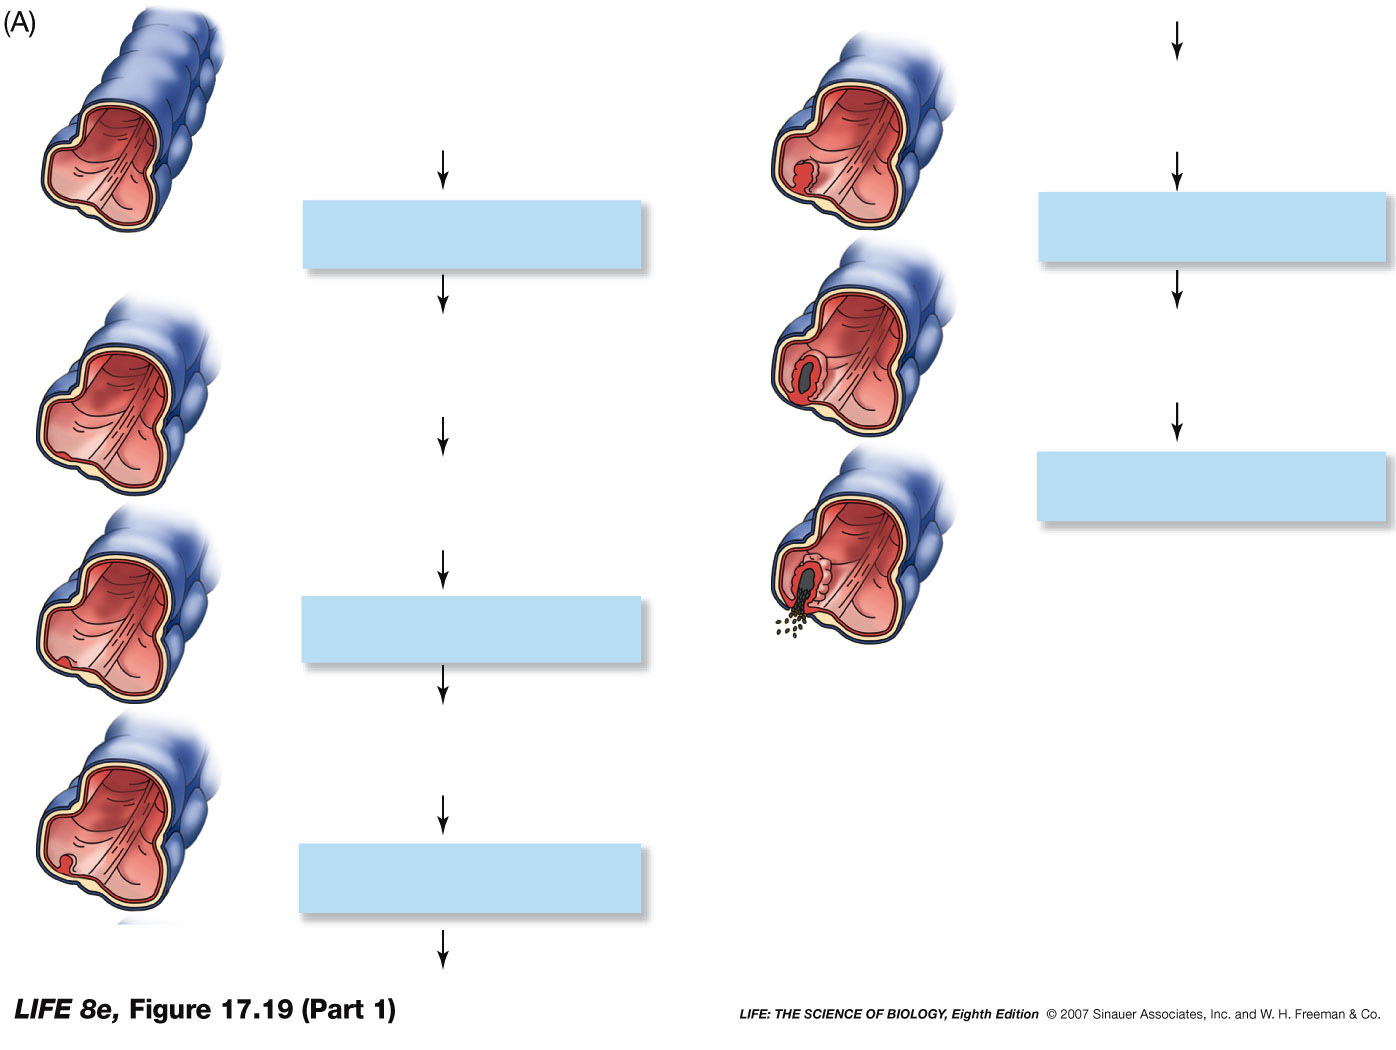 (A)
LIFE 8e, Figure 17.19 (Part 1)
LIFE: THE SCIENCE OF BIOLOGY, Eighth Edition © 2007 Sinauer Associates, Inc. and W. H. Freeman & Co.